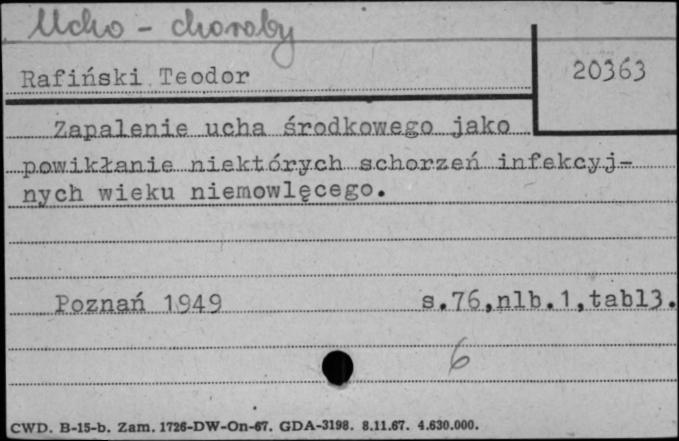 Ucho - choroby
Rafiński Teodor
20363
Zapalenie ucha środkowego jako
powikłanie niektórych schorzeń infekcyj-
nych wieku niemowlęcego.
Poznań 1949 s.76,nlb.1,tabl3.
6
CWD. B-15-b. Zam. 1726-DW-On-67. GDA-3198. 8.11.67. 4.630.000.